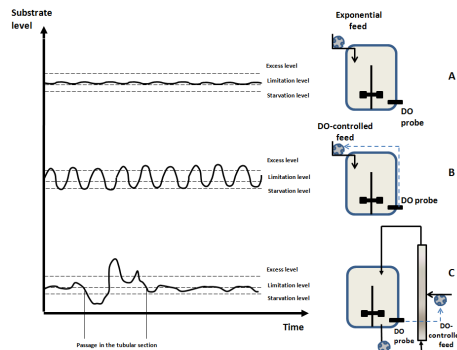 Substrate
level
Exponential
feed
Excess level
Limitation level
Starvation level
A
DO
probe
DO-controlled
feed
Excess level
Limitation level
Starvation level
B
DO probe
Excess level
Limitation level
Starvation level
C
Time
DO
probe
DO-
controlled
feed
Passage in the tubular section